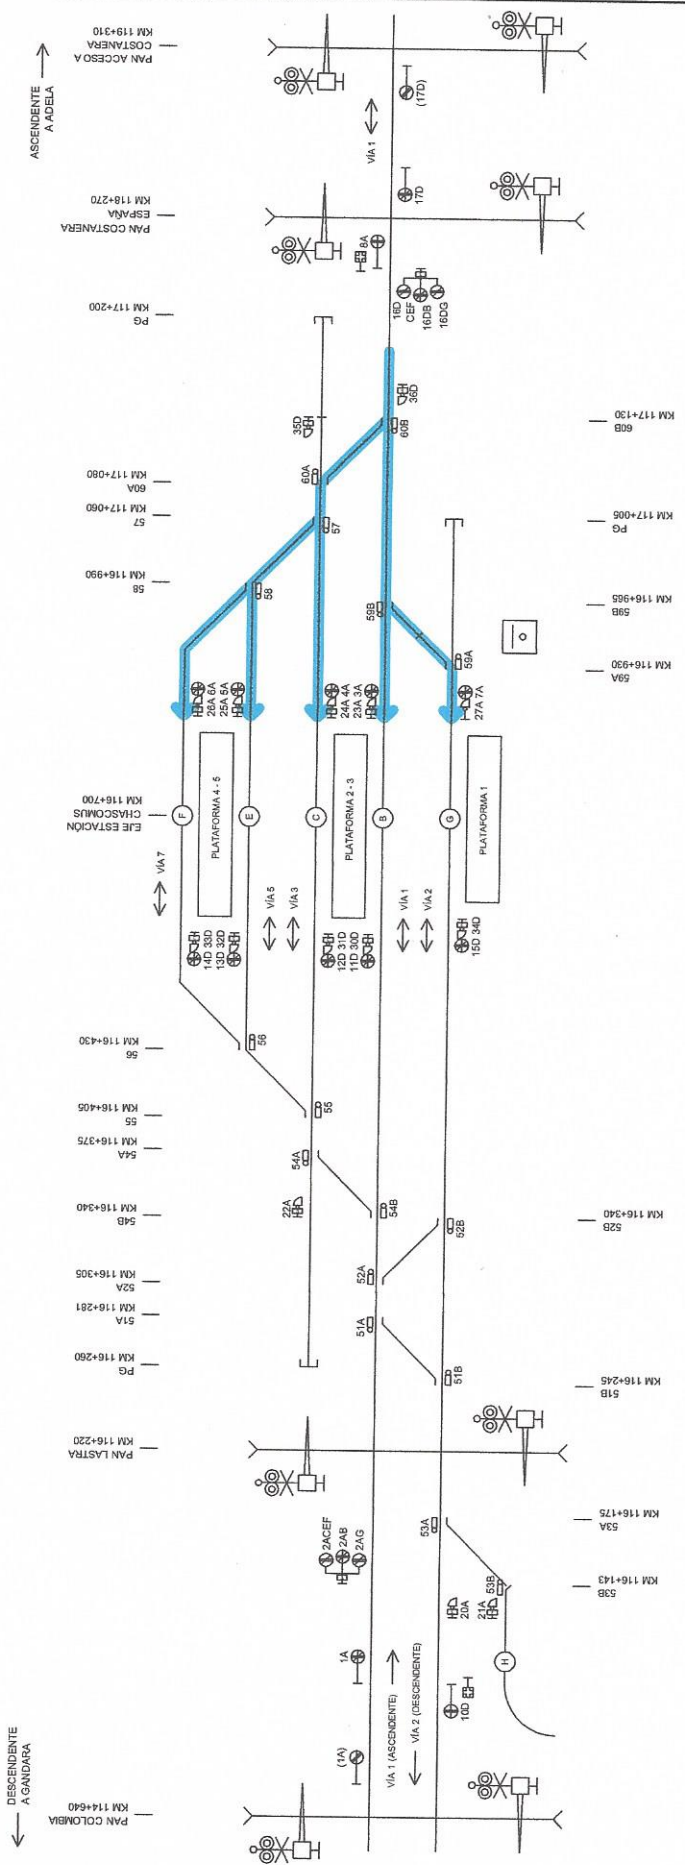 ASCENDENTE
A ADELA
PAN ACCESO A
COSTANERA
KM 119+310
PAN COSTANERA
ESPAÑA
KM 118+270
PG
KM 117+200
60A
KM 117+080
57
KM 117+060
58
KM 116+990
EJE ESTACIÓN
CHASCOMUS
KM 116+700
56
KM 116+430
55
KM 116+405
54A
KM 116+375
54B
KM 116+340
52A
KM 116+305
51A
KM 116+281
PG
KM 116+260
PAN LASTRA
KM 116+220
PAN COLOMBIA
KM 114+640
DESCENDENTE
A GANDARA
(17D)
VÍA 1
17D
8A
16D
CEF
16DB
16DG
36D
35D
60B
60A
57
58
59B
59A
26A 6A
25A 5A
24A 4A
23A 3A
27A 7A
F
E
C
B
G
PLATAFORMA 4 - 5
PLATAFORMA 2 - 3
PLATAFORMA 1
VÍA 7
VÍA 5
VÍA 3
VÍA 1
VÍA 2
14D 33D
13D 32D
12D 31D
11D 30D
15D 34D
56
55
54A
22A
54B
52B
52A
51A
51B
53A
53B
20A
21A
H
2ACEF
2AB
2AG
1A
(1A)
10D
VÍA 1 (ASCENDENTE)
VÍA 2 (DESCENDENTE)
60B
KM 117+130
PG
KM 117+005
59B
KM 116+965
59A
KM 116+930
52B
KM 116+340
51B
KM 116+245
53A
KM 116+175
53B
KM 116+143